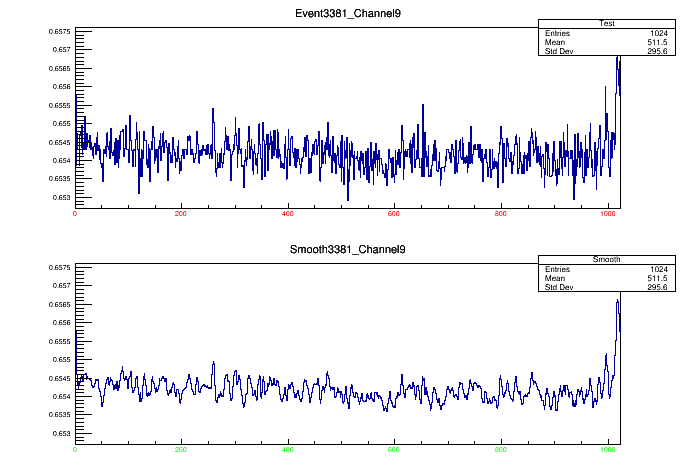 Event3381_Channel9
Test
Entries 1024
Mean 511.5
Std Dev 295.6
0.6575
0.657
0.6565
0.656
0.6555
0.655
0.6545
0.654
0.6535
0.653
0 200 400 600 800 1000
Smooth3381_Channel9
Smooth
Entries 1024
Mean 511.5
Std Dev 295.6
0.6575
0.657
0.6565
0.656
0.6555
0.655
0.6545
0.654
0.6535
0.653
0 200 400 600 800 1000